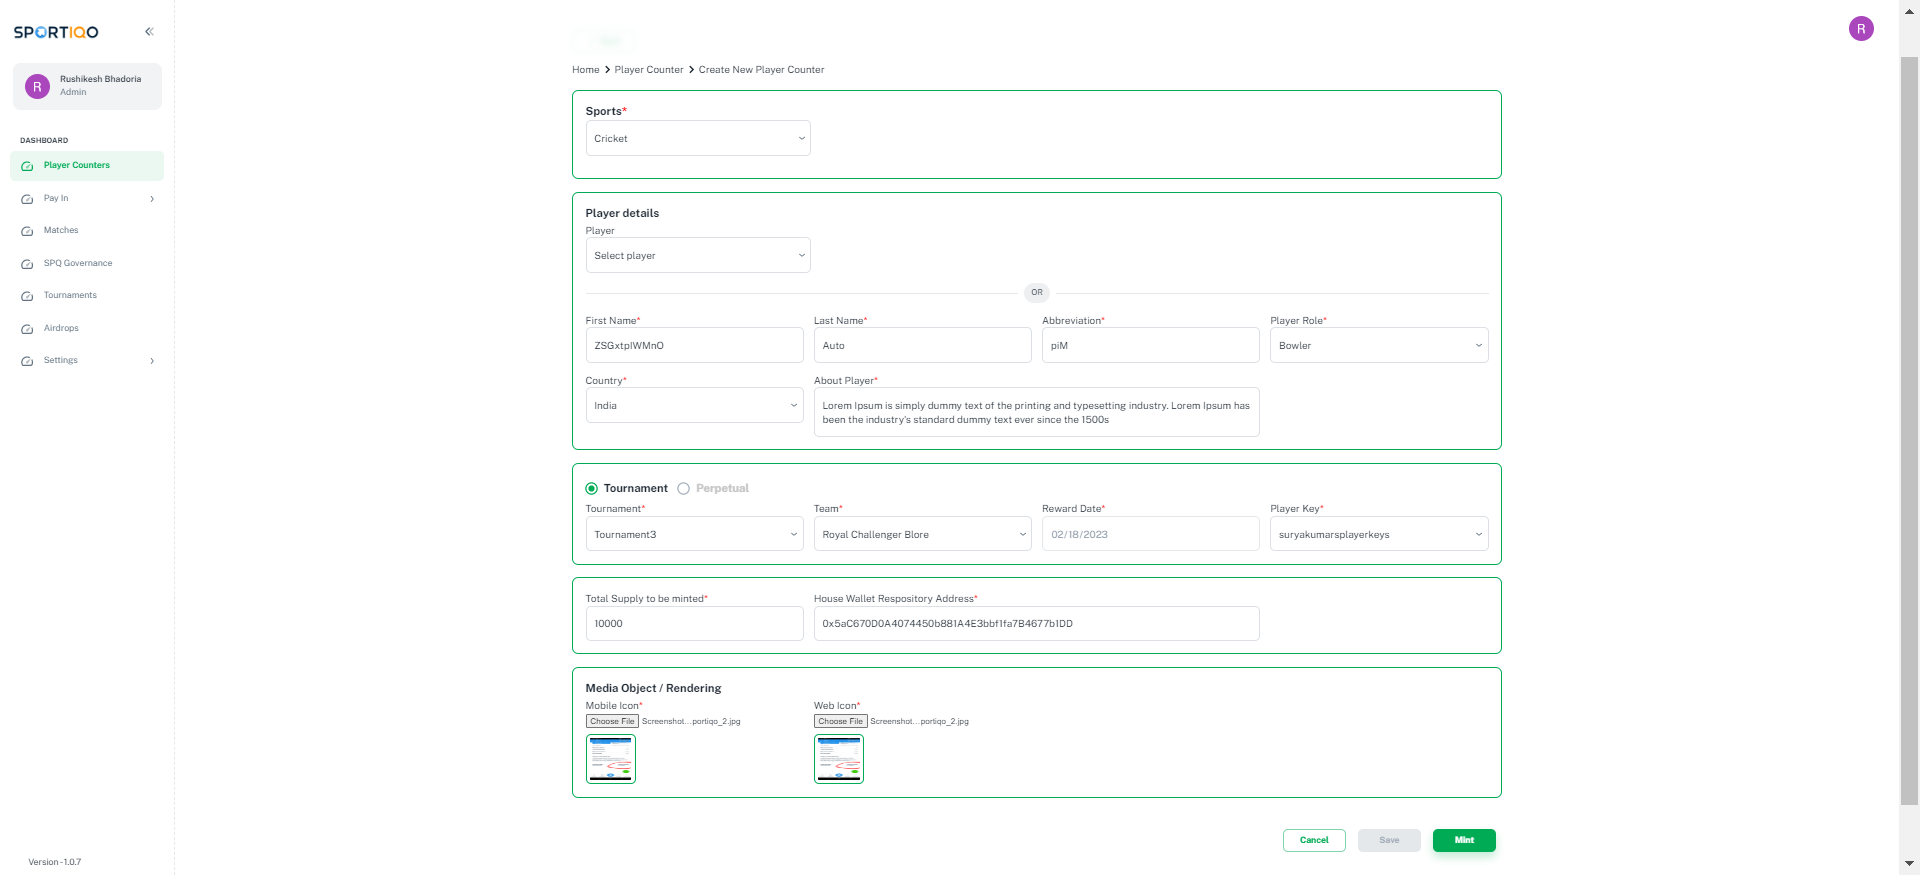 SPORTIQO
R
R
Rushikesh Bhadoria
Admin
DASHBOARD
Player Counters
Pay In
Matches
SPQ Governance
Tournaments
Airdrops
Settings
Version - 1.0.7
Home > Player Counter > Create New Player Counter
Sports*
Cricket
Player details
Player
Select player
OR
First Name* Last Name* Abbreviation* Player Role*
ZSGxtpIWMnO Auto piM Bowler
Country* About Player*
India
Lorem Ipsum is simply dummy text of the printing and typesetting industry. Lorem Ipsum has
been the industry's standard dummy text ever since the 1500s
Tournament Perpetual
Tournament* Team* Reward Date* Player Key*
Tournament3 Royal Challenger Blore 02/18/2023 suryakumarsplayerkeys
Total Supply to be minted* House Wallet Respository Address*
10000 0x5aC670D0A4074450b881A4E3bbf1fa7B4677b1DD
Media Object / Rendering
Mobile Icon* Web Icon*
Choose File Screenshot...portiqo_2.jpg Choose File Screenshot...portiqo_2.jpg
Cancel Save Mint